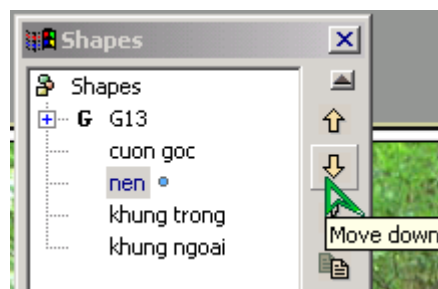 Shapes
Shapes
G G13
cuon goc
nen
khung trong
khung ngoai
Move down